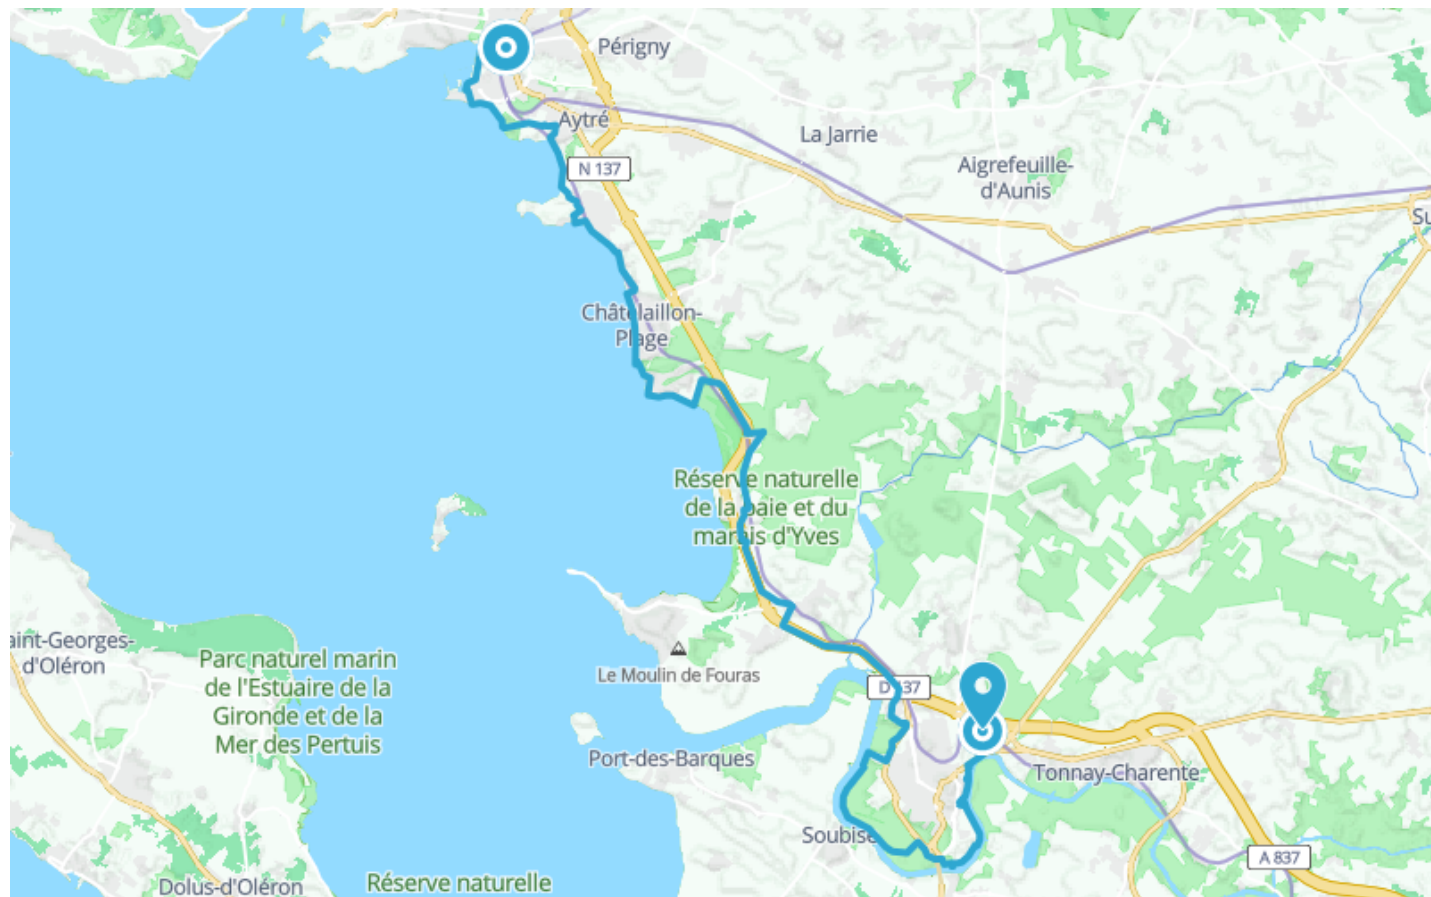 Périgny
Aytré
La Jarrie
N 137
Aigrefeuille-
d'Aunis
Su
Châtelaillon-
Plage
Réserve naturelle
de la baie et du
marais d'Yves
aint-Georges-
d'Oléron
Parc naturel marin
de l'Estuaire de la
Gironde et de la
Mer des Pertuis
Le Moulin de Fouras
D 137
Port-des-Barques
Tonnay-Charente
Soubise
A 837
Dolus-d'Oléron
Réserve naturelle